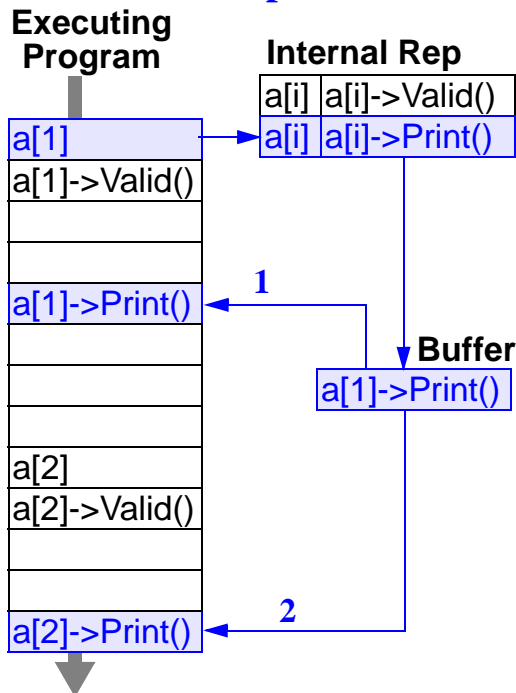 Executing
Program
Internal Rep
a[i] a[i]->Valid()
a[i] a[i]->Print()
a[1]
a[1]->Valid()
a[1]->Print()
1
Buffer
a[1]->Print()
a[2]
a[2]->Valid()
a[2]->Print()
2